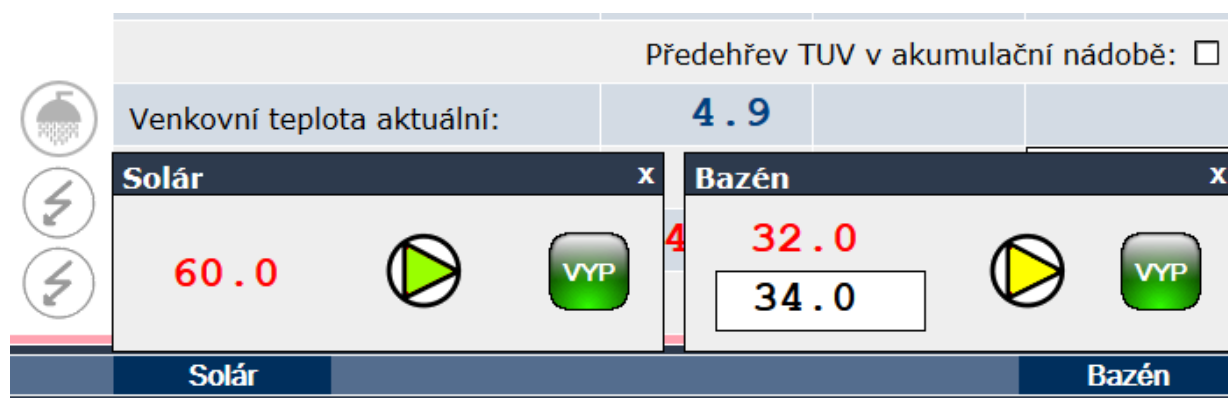 Předehřev TUV v akumulační nádobě:
Venkovní teplota aktuální: 4.9
Solár x
Bazén x
60.0 VYP
4
32.0
34.0 VYP
Solár Bazén